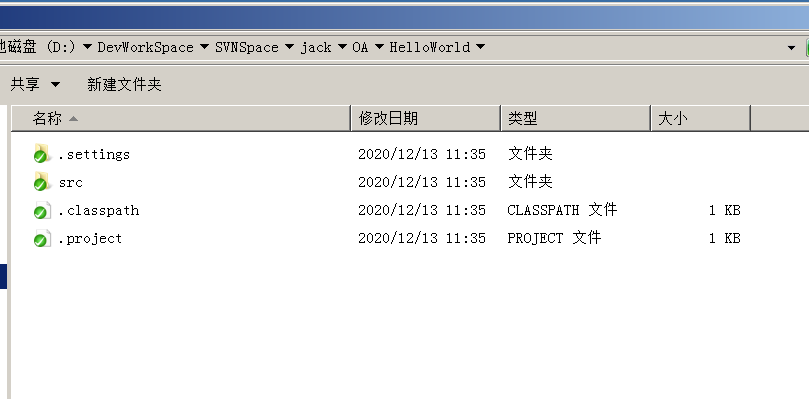 地磁盘 (D:) DevWorkSpace SVNSpace jack OA HelloWorld
共享 新建文件夹
名称 修改日期 类型 大小
.settings 2020/12/13 11:35 文件夹
src 2020/12/13 11:35 文件夹
.classpath 2020/12/13 11:35 CLASSPATH 文件 1 KB
.project 2020/12/13 11:35 PROJECT 文件 1 KB